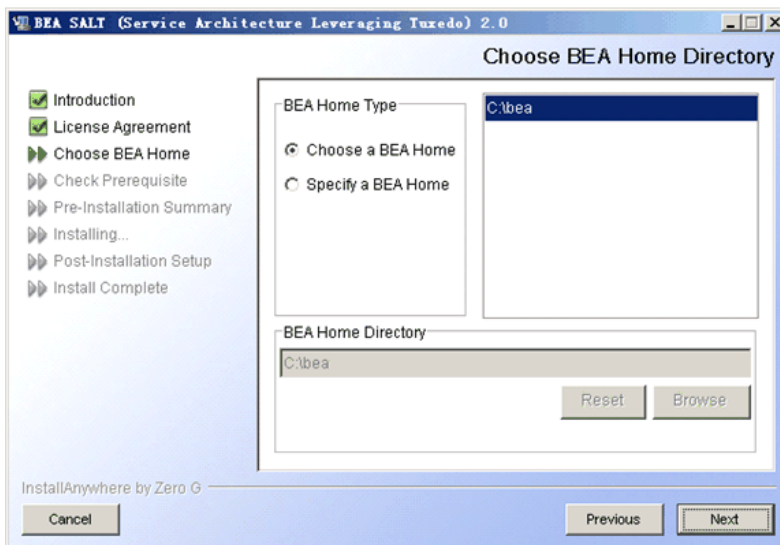 BEA SALT (Service Architecture Leveraging Tuxedo) 2.0
Choose BEA Home Directory
Introduction
License Agreement
Choose BEA Home
Check Prerequisite
Pre-Installation Summary
Installing...
Post-Installation Setup
Install Complete
BEA Home Type
Choose a BEA Home
Specify a BEA Home
C:\bea
BEA Home Directory
C:\bea
Reset
Browse
InstallAnywhere by Zero G
Cancel
Previous
Next